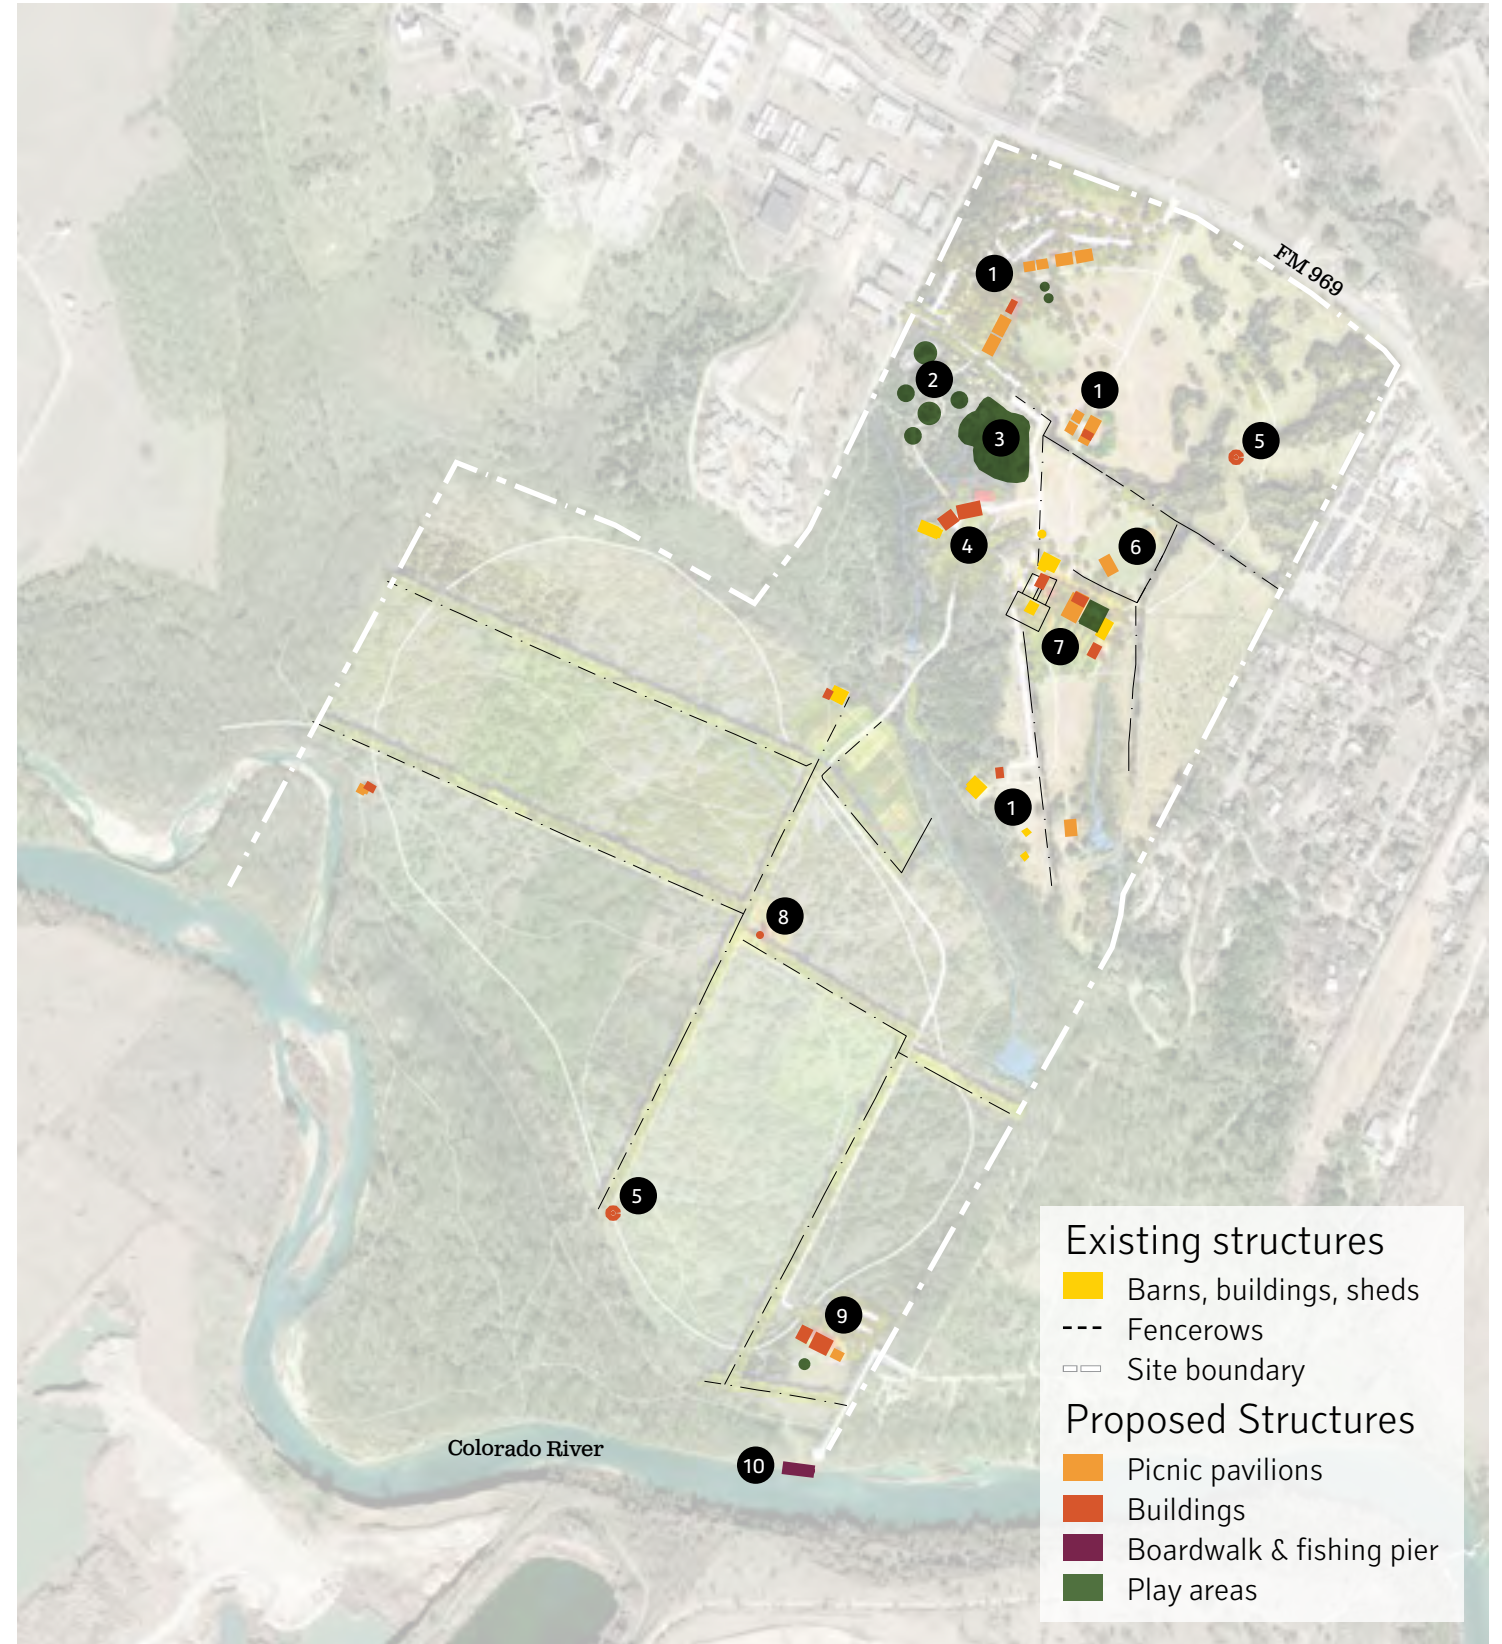 FM 969
1
2
1
3
5
4
6
7
1
8
5
9
Colorado River
10
Existing structures
Barns, buildings, sheds
Fencerows
Site boundary
Proposed Structures
Picnic pavilions
Buildings
Boardwalk & fishing pier
Play areas